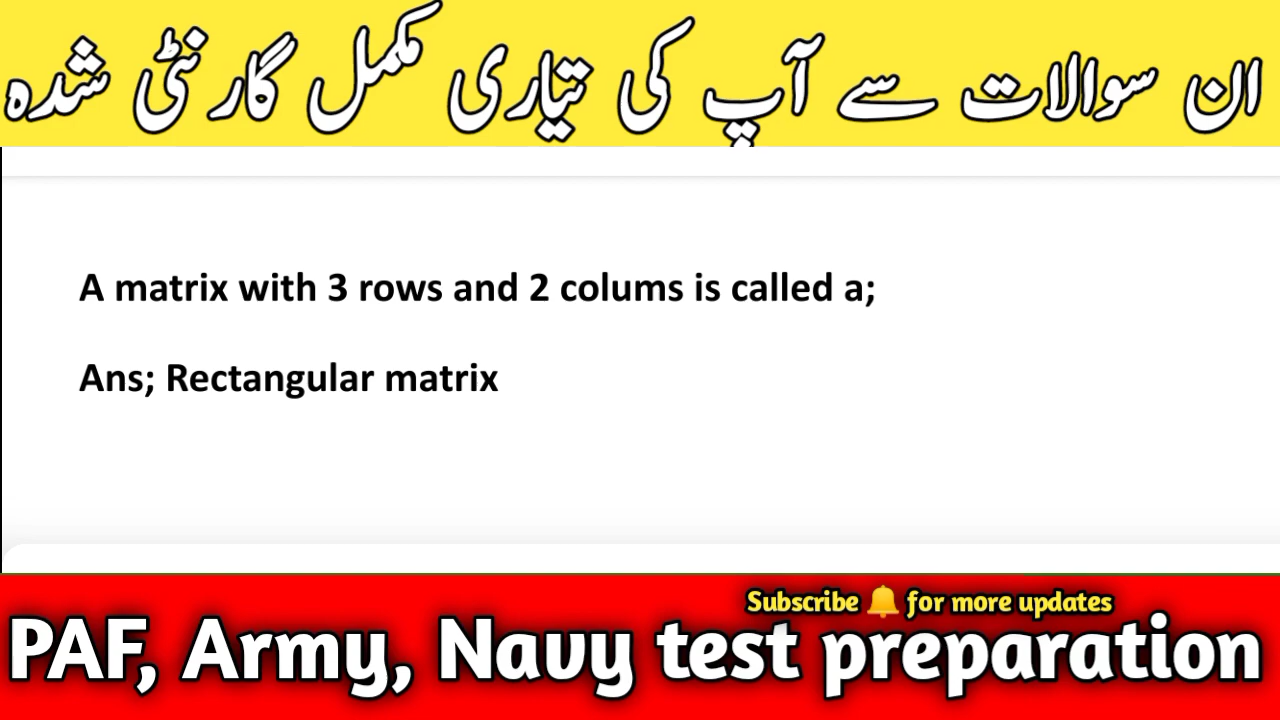 ان سوالات سے آپ کی تیاری مکمل گارنٹی شدہ
A matrix with 3 rows and 2 colums is called a;
Ans; Rectangular matrix
Subscribe 🔔 for more updates
PAF, Army, Navy test preparation